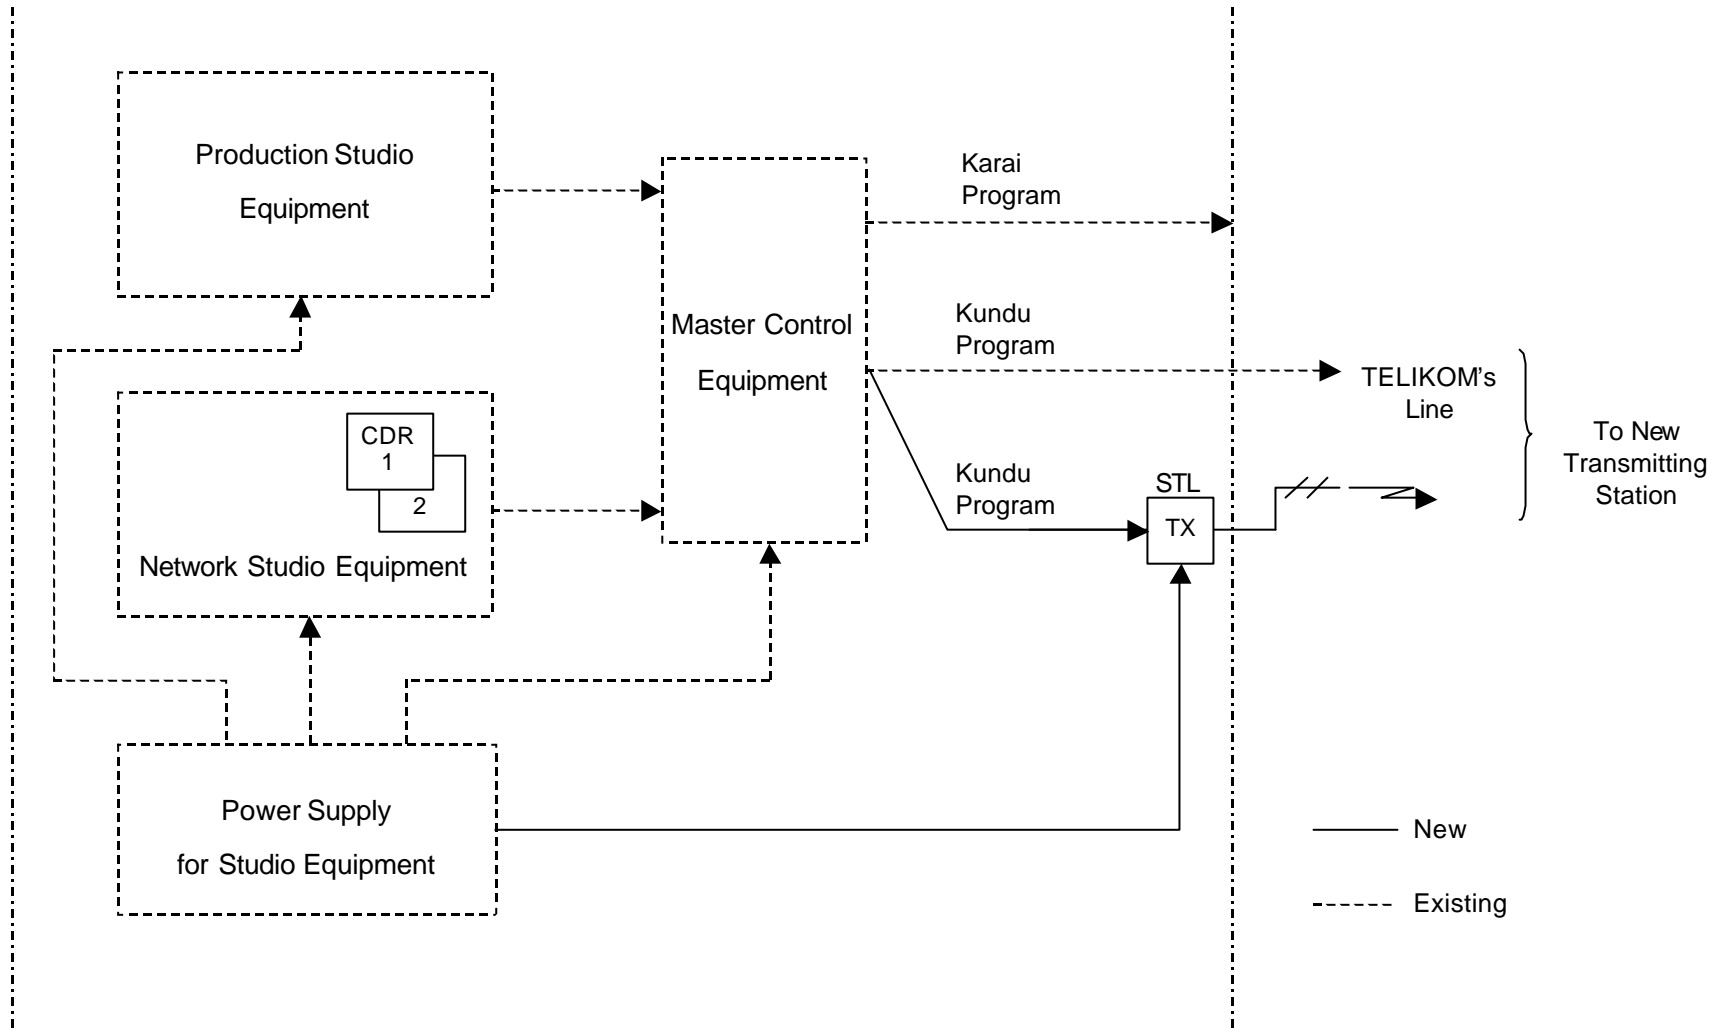 Production Studio
Equipment
Karai
Program
Master Control
Equipment
Kundu
Program
TELIKOM's
Line
CDR
1
2
Network Studio Equipment
Kundu
Program
STL
TX
To New
Transmitting
Station
Power Supply
for Studio Equipment
New
Existing